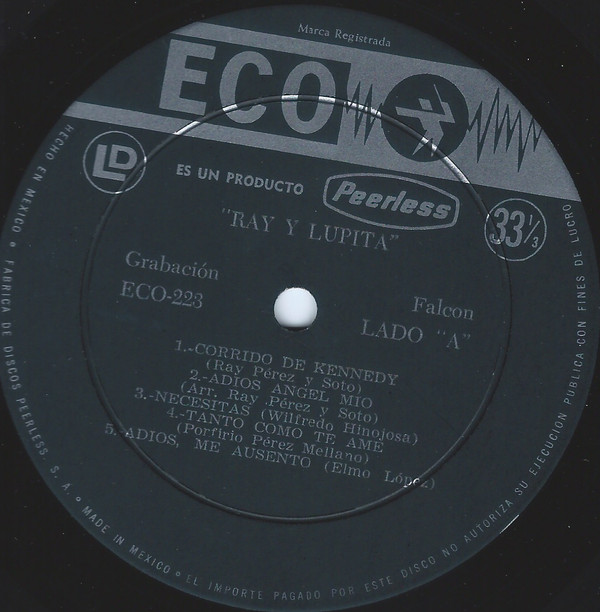 Marca Registrada
ECO
LD
ES UN PRODUCTO
Peerless
33 1/3
"RAY Y LUPITA"
Grabación
ECO-223
Falcon
LADO "A"
1.-CORRIDO DE KENNEDY
(Ray Pérez y Soto)
2.-ADIOS ANGEL MIO
(Arr. Ray Pérez y Soto)
3.-NECESITAS (Wilfredo Hinojosa)
4.-TANTO COMO TE AME
(Porfirio Pérez Mellano)
5.-ADIOS, ME AUSENTO (Elmo López)
HECHO EN MEXICO • FABRICA DE DISCOS PEERLESS, S. A. • MADE IN MEXICO • EL IMPORTE PAGADO POR ESTE DISCO NO AUTORIZA SU EJECUCION PUBLICA CON FINES DE LUCRO